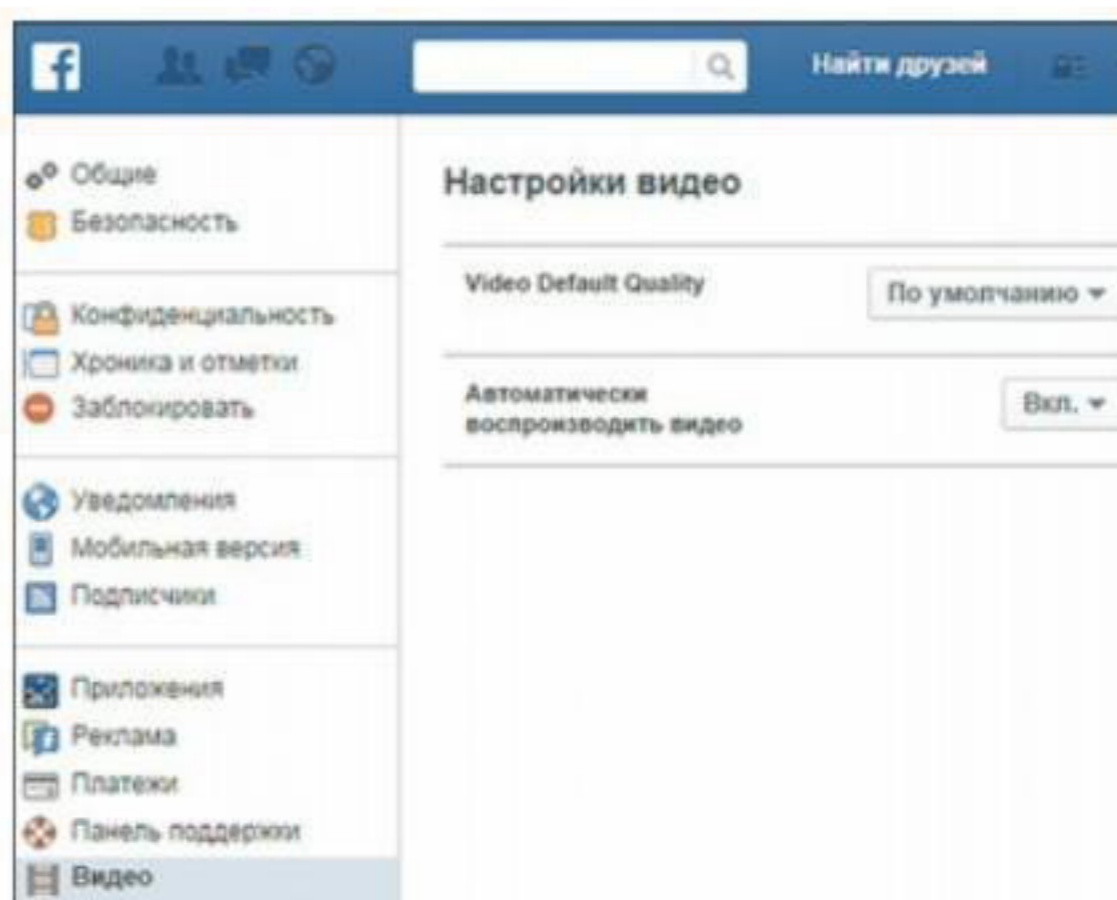 f
Найти друзей
Общие
Безопасность
Конфиденциальность
Хроника и отметки
Заблокировать
Уведомления
Мобильная версия
Подписчики
Приложения
Реклама
Платежи
Панель поддержки
Видео
Настройки видео
Video Default Quality
По умолчанию
Автоматически
воспроизводить видео
Вкл.